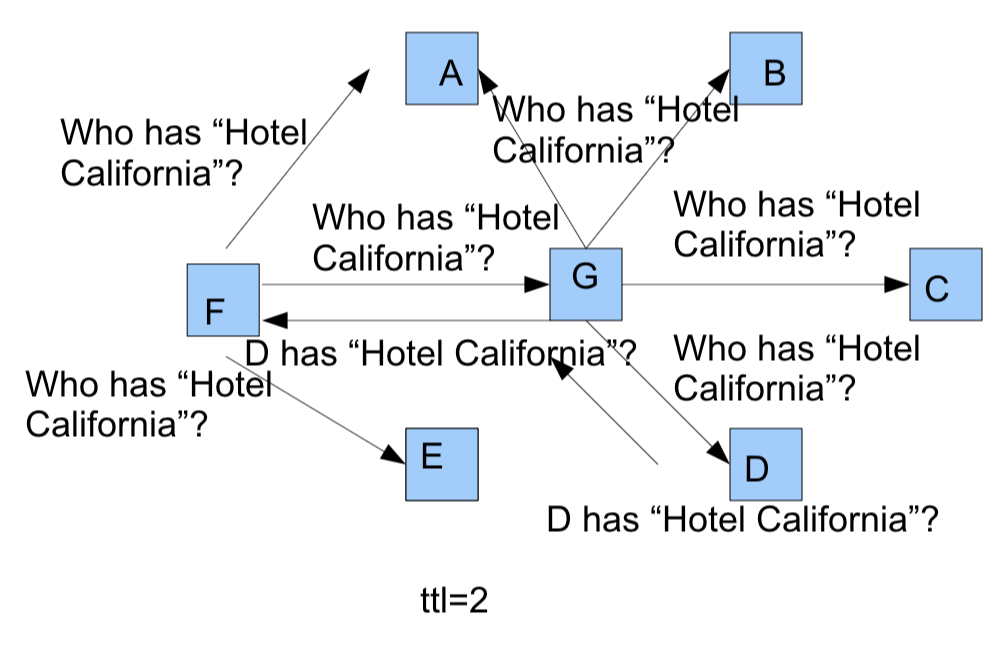 A
B
Who has “Hotel
California”?
Who has “Hotel
California”?
Who has “Hotel
California”?
Who has “Hotel
California”?
G
C
F
D has “Hotel California”?
Who has “Hotel
California”?
Who has “Hotel
California”?
E
D
D has “Hotel California”?
ttl=2